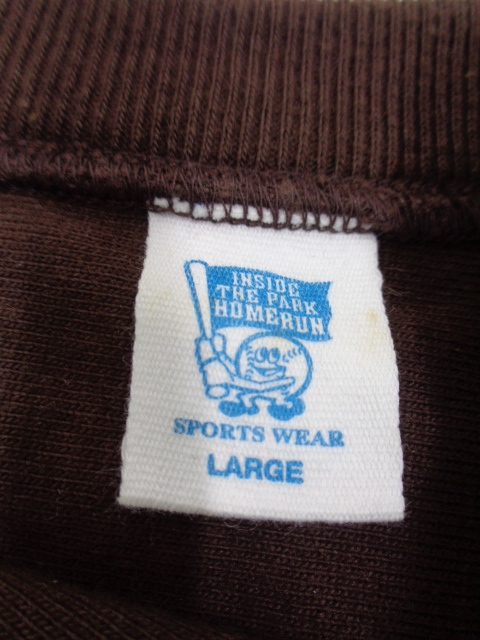 INSIDE
THE PARK
HOMERUN
SPORTS WEAR
LARGE